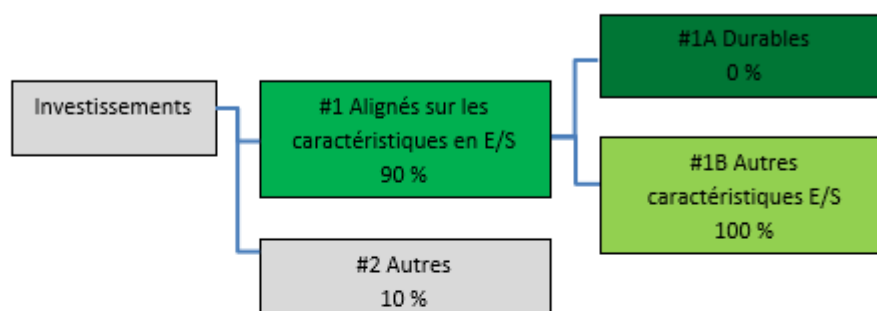 Investissements
#1 Alignés sur les
caractéristiques en E/S
90 %
#2 Autres
10 %
#1A Durables
0 %
#1B Autres
caractéristiques E/S
100 %